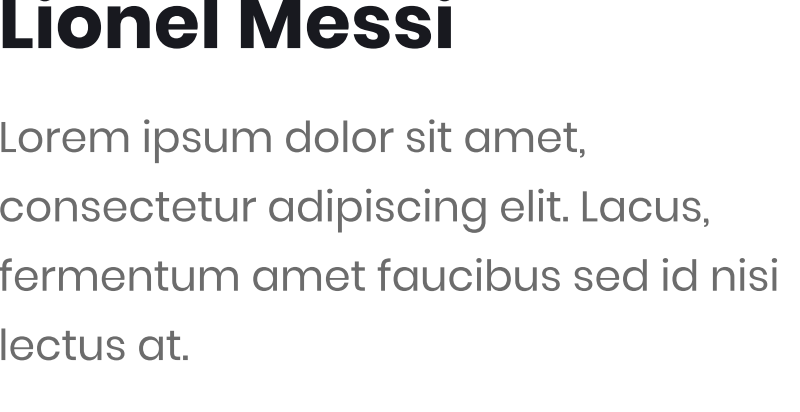 Lionel Messi
Lorem ipsum dolor sit amet,
consectetur adipiscing elit. Lacus,
fermentum amet faucibus sed id nisi
lectus at.